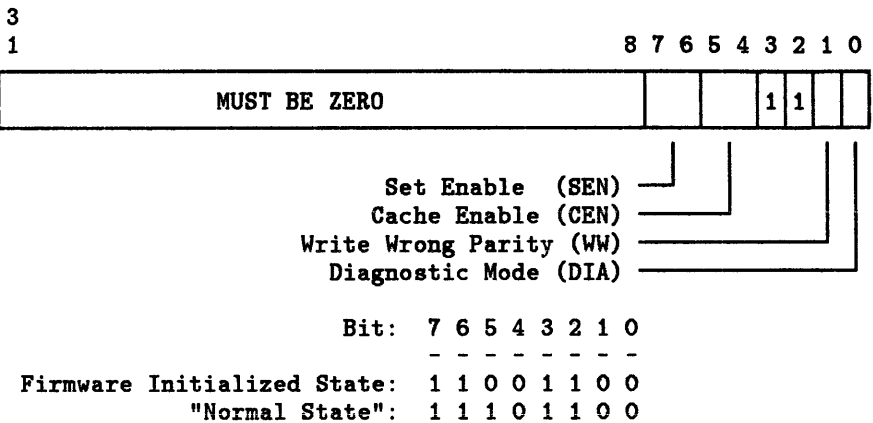 3
1 8 7 6 5 4 3 2 1 0
MUST BE ZERO 1 1
Set Enable (SEN)
Cache Enable (CEN)
Write Wrong Parity (WW)
Diagnostic Mode (DIA)
Bit: 7 6 5 4 3 2 1 0
- - - - - - - -
Firmware Initialized State: 1 1 0 0 1 1 0 0
"Normal State": 1 1 1 0 1 1 0 0